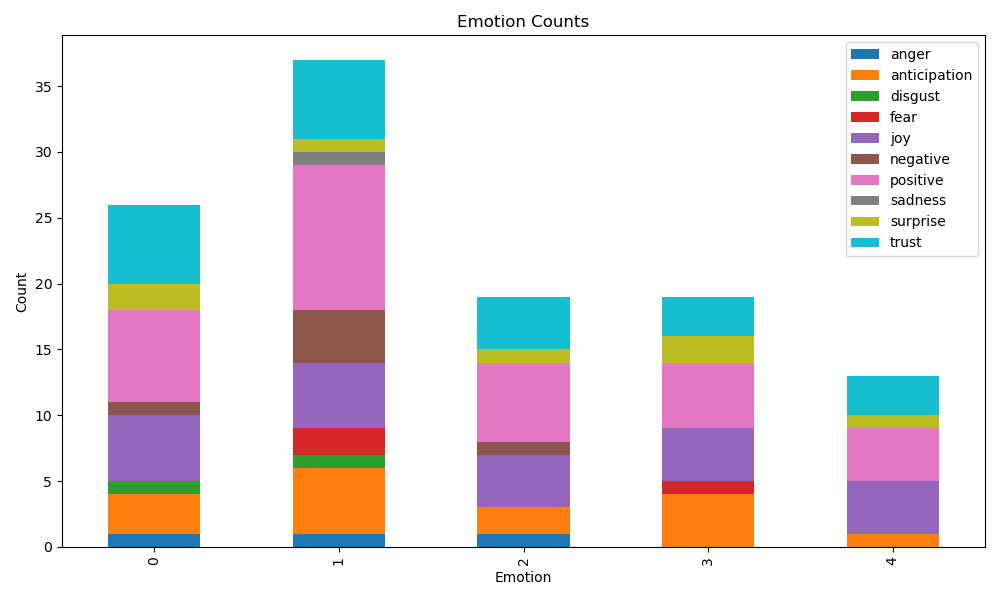 Emotion Counts
anger
anticipation
disgust
fear
joy
negative
positive
sadness
surprise
trust
35
30
25
20
15
10
5
0
Count
0
1
2
3
4
Emotion